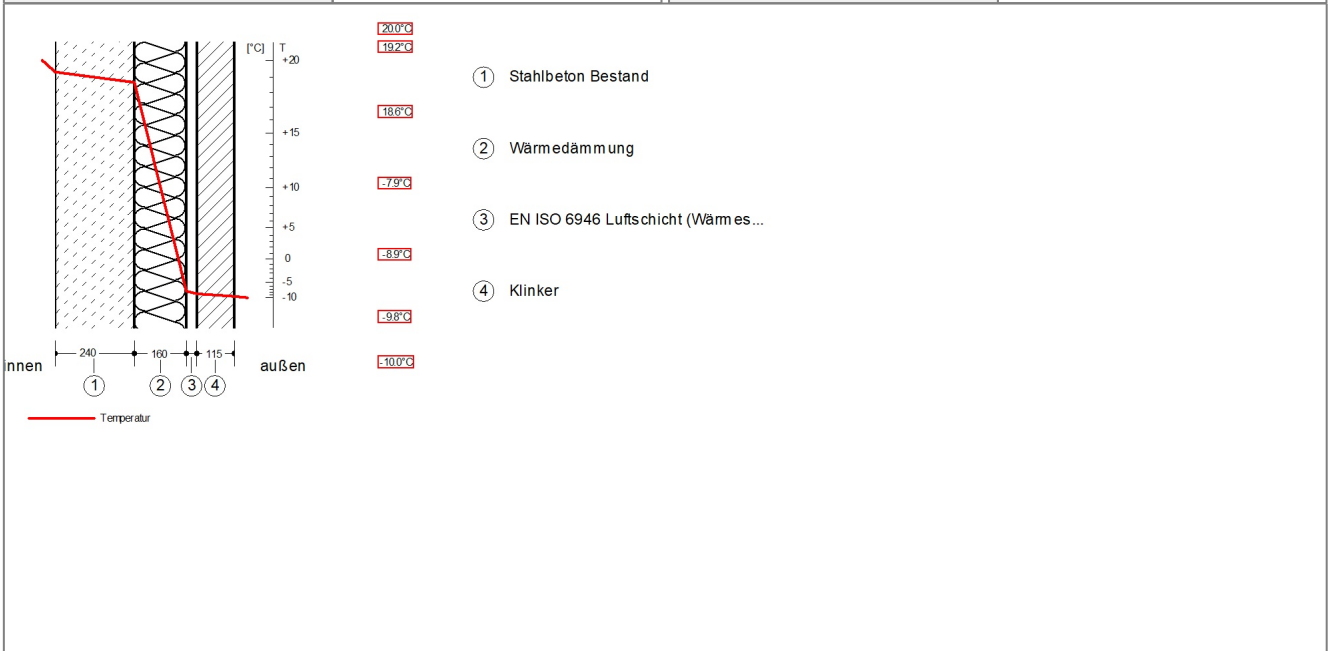 20.0°C
[°C] T
19.2°C
+20
1 Stahlbeton Bestand
18.6°C
+15
2 Wärmedämmung
-7.9°C
+10
3 EN ISO 6946 Luftschicht (Wärmes...
+5
-8.9°C
0
-5
4 Klinker
-10
-9.8°C
240 160 115
innen außen
-10.0°C
1 2 3 4
Temperatur